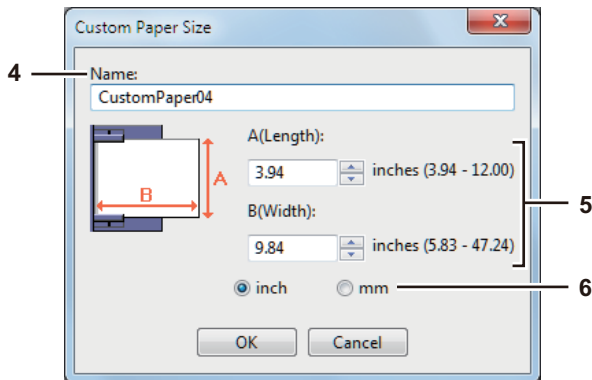 Custom Paper Size
4
Name:
CustomPaper04
A(Length):
A
3.94 inches (3.94 - 12.00)
B
B(Width):
5
9.84 inches (5.83 - 47.24)
inch mm 6
OK Cancel